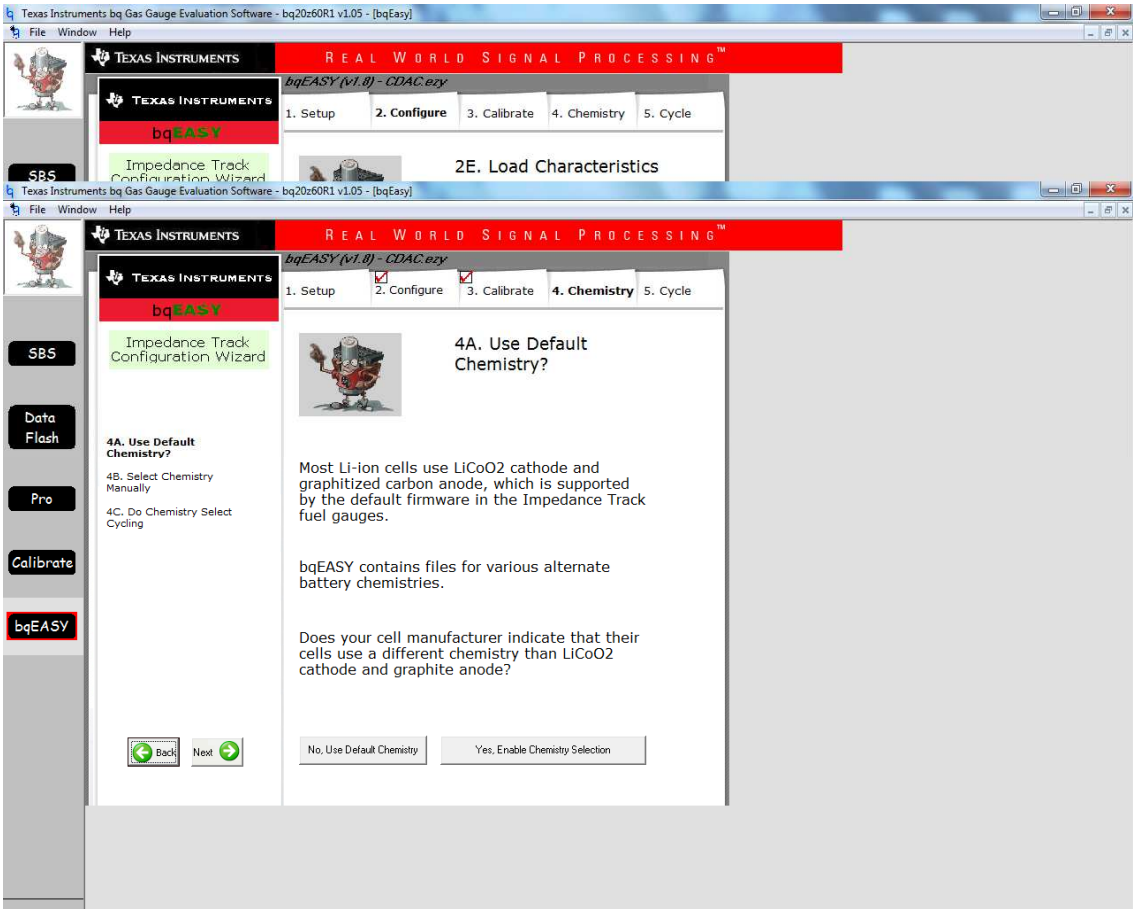 Texas Instruments bq Gas Gauge Evaluation Software - bq20z60R1 v1.05 - [bqEasy]
File Window Help
TEXAS INSTRUMENTS
REAL WORLD SIGNAL PROCESSING™
bqEASY (v1.8) - CDAC.ezy
TEXAS INSTRUMENTS
1. Setup 2. Configure 3. Calibrate 4. Chemistry 5. Cycle
bqEASY
Impedance Track
Configuration Wizard
2E. Load Characteristics
SBS
Texas Instruments bq Gas Gauge Evaluation Software - bq20z60R1 v1.05 - [bqEasy]
File Window Help
TEXAS INSTRUMENTS
REAL WORLD SIGNAL PROCESSING™
bqEASY (v1.8) - CDAC.ezy
TEXAS INSTRUMENTS
1. Setup 2. Configure 3. Calibrate 4. Chemistry 5. Cycle
bqEASY
Impedance Track
Configuration Wizard
SBS
Data
Flash
Pro
Calibrate
bqEASY
4A. Use Default
Chemistry?
4B. Select Chemistry
Manually
4C. Do Chemistry Select
Cycling
Back Next
4A. Use Default
Chemistry?
Most Li-ion cells use LiCoO2 cathode and
graphitized carbon anode, which is supported
by the default firmware in the Impedance Track
fuel gauges.
bqEASY contains files for various alternate
battery chemistries.
Does your cell manufacturer indicate that their
cells use a different chemistry than LiCoO2
cathode and graphite anode?
No, Use Default Chemistry
Yes, Enable Chemistry Selection